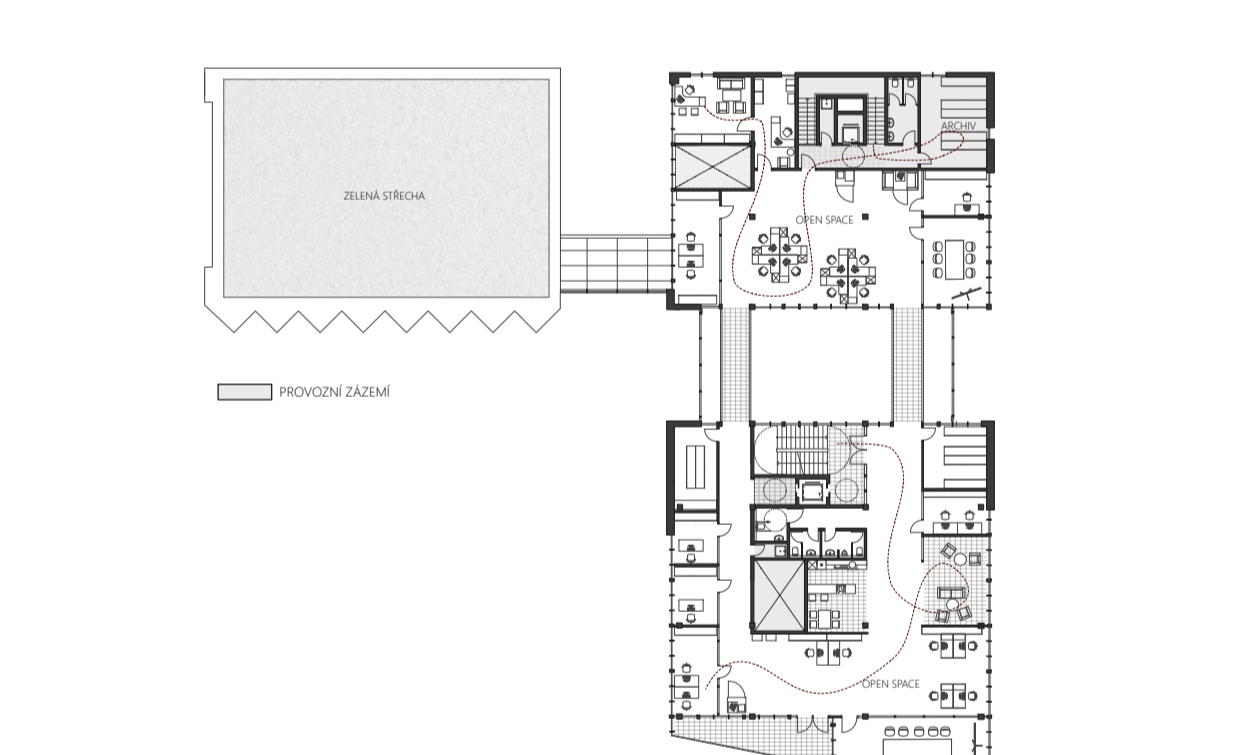 ARCHIV
ZELENÁ STŘECHA
OPEN SPACE
PROVOZNÍ ZÁZEMÍ
OPEN SPACE